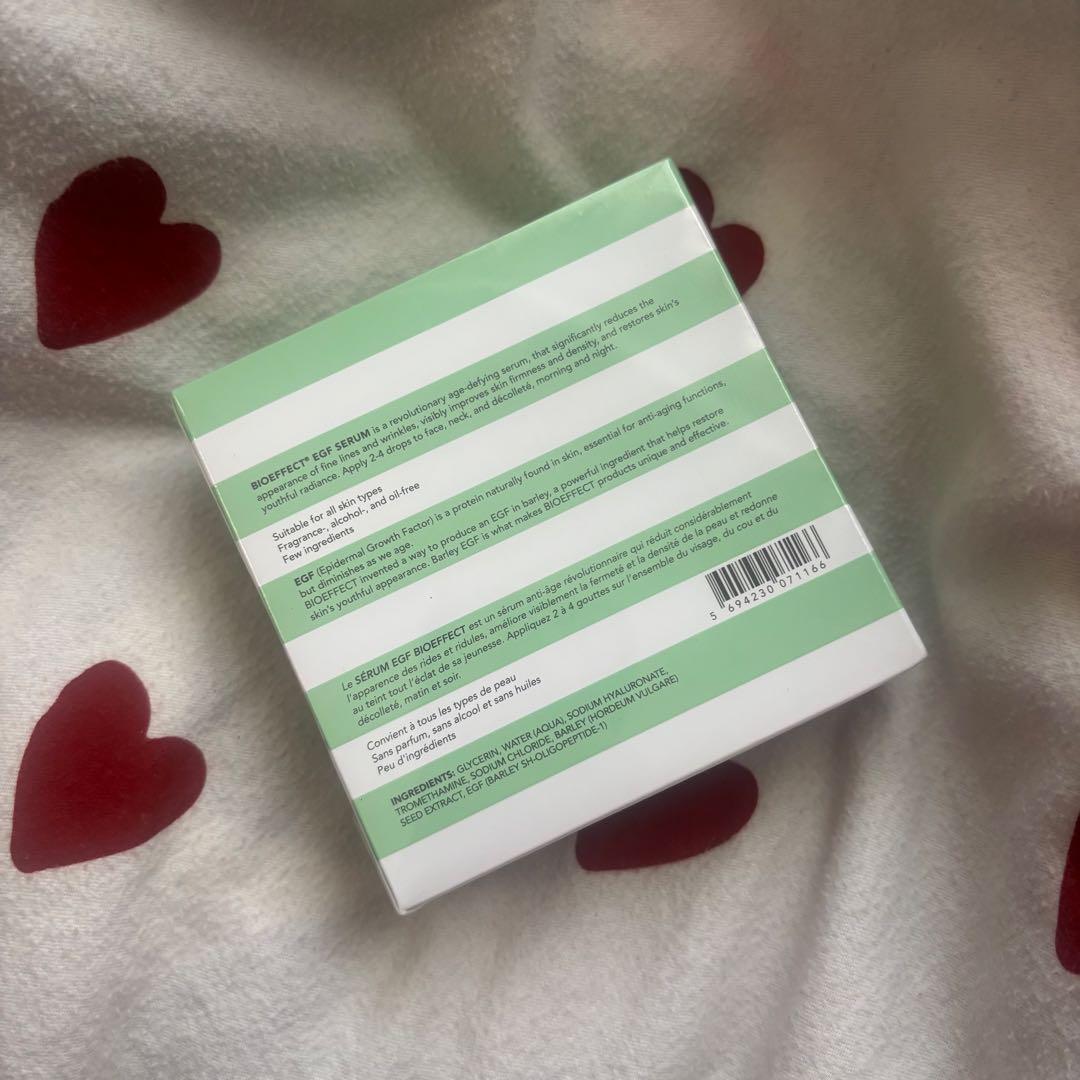 BIOEFFECT® EGF SERUM is a revolutionary age-defying serum, that significantly reduces the
appearance of fine lines and wrinkles, visibly improves skin firmness and density, and restores skin's
youthful radiance. Apply 2-4 drops to face, neck, and décolleté, morning and night.
Suitable for all skin types
Fragrance-, alcohol-, and oil-free
Few ingredients
EGF (Epidermal Growth Factor) is a protein naturally found in skin, essential for anti-aging functions,
but diminishes as we age.
BIOEFFECT invented a way to produce an EGF in barley, a powerful ingredient that helps restore
skin's youthful appearance. Barley EGF is what makes BIOEFFECT products unique and effective.
Le SÉRUM EGF BIOEFFECT est un sérum anti-âge révolutionnaire qui réduit considérablement
l'apparence des rides et ridules, améliore visiblement la fermeté et la densité de la peau et redonne
au teint tout l'éclat de sa jeunesse. Appliquez 2 à 4 gouttes sur l'ensemble du visage, du cou et du
décolleté, matin et soir.
Convient à tous les types de peau
Sans parfum, sans alcool et sans huiles
Peu d'ingrédients
5 694230 071166
INGREDIENTS: GLYCERIN, WATER (AQUA), SODIUM HYALURONATE,
TROMETHAMINE, SODIUM CHLORIDE, BARLEY (HORDEUM VULGARE)
SEED EXTRACT, EGF (BARLEY SH-OLIGOPEPTIDE-1)